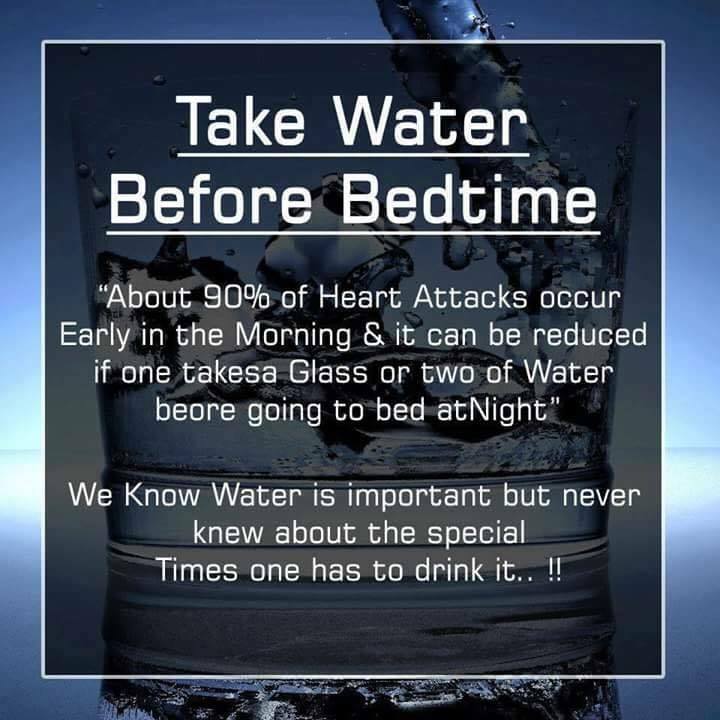 Take Water
Before Bedtime
“About 90% of Heart Attacks occur
Early in the Morning & it can be reduced
if one takesa Glass or two of Water
beore going to bed atNight”
We Know Water is important but never
knew about the special
Times one has to drink it.. !!